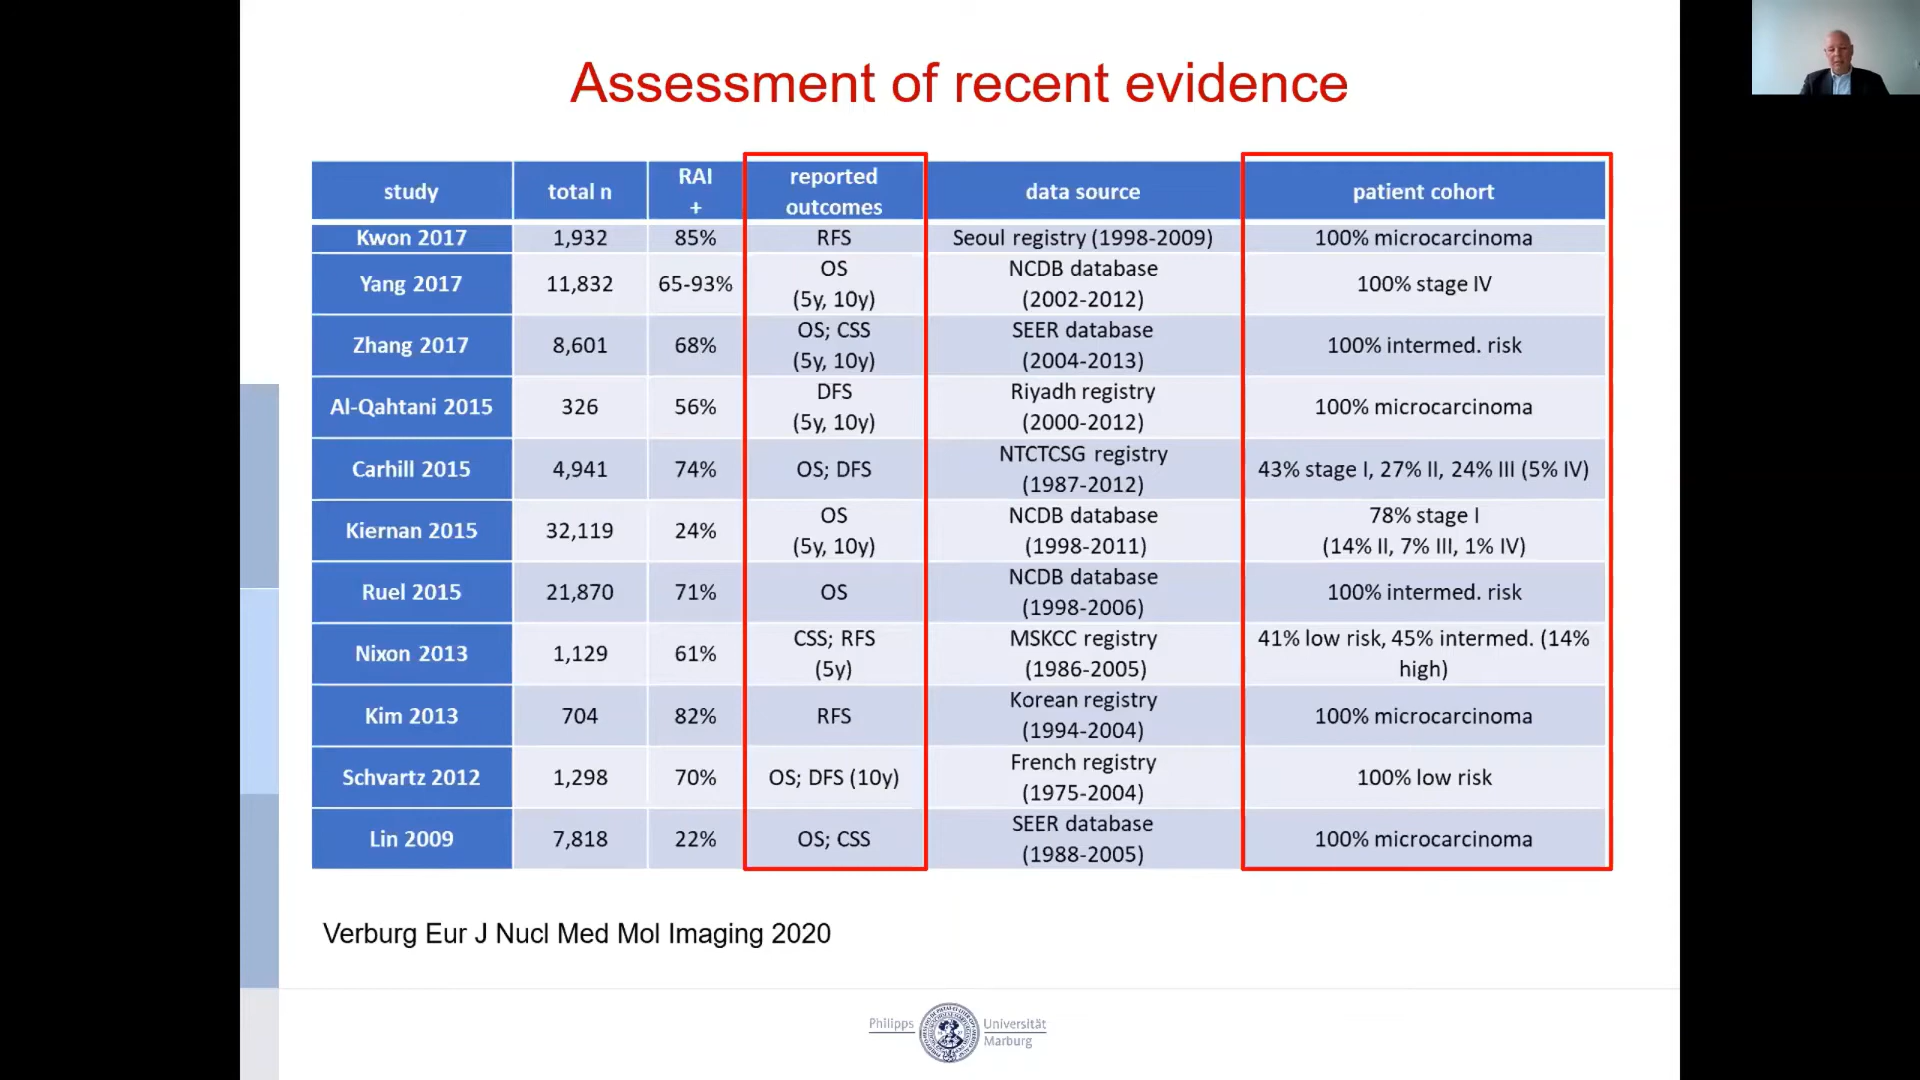 Assessment of recent evidence
study total n RAI + reported outcomes data source patient cohort
Kwon 2017 1,932 85% RFS Seoul registry (1998-2009) 100% microcarcinoma
Yang 2017 11,832 65-93% OS (5y, 10y) NCDB database (2002-2012) 100% stage IV
Zhang 2017 8,601 68% OS; CSS (5y, 10y) SEER database (2004-2013) 100% intermed. risk
Al-Qahtani 2015 326 56% DFS (5y, 10y) Riyadh registry (2000-2012) 100% microcarcinoma
Carhill 2015 4,941 74% OS; DFS NTCTCSG registry (1987-2012) 43% stage I, 27% II, 24% III (5% IV)
Kiernan 2015 32,119 24% OS (5y, 10y) NCDB database (1998-2011) 78% stage I (14% II, 7% III, 1% IV)
Ruel 2015 21,870 71% OS NCDB database (1998-2006) 100% intermed. risk
Nixon 2013 1,129 61% CSS; RFS (5y) MSKCC registry (1986-2005) 41% low risk, 45% intermed. (14% high)
Kim 2013 704 82% RFS Korean registry (1994-2004) 100% microcarcinoma
Schvartz 2012 1,298 70% OS; DFS (10y) French registry (1975-2004) 100% low risk
Lin 2009 7,818 22% OS; CSS SEER database (1988-2005) 100% microcarcinoma
Verburg Eur J Nucl Med Mol Imaging 2020
Philipps Universität
Marburg